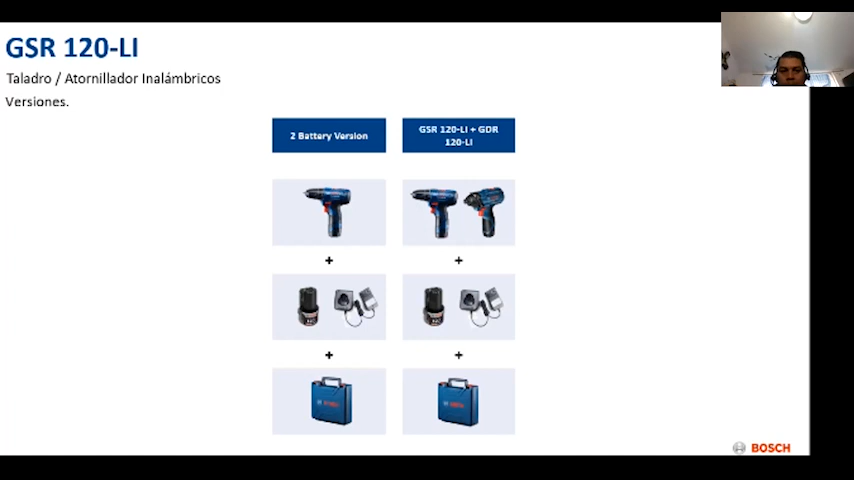 GSR 120-LI
Taladro / Atornillador Inalámbricos
Versiones.
2 Battery Version
GSR 120-LI + GDR
120-LI
+
+
+
+
BOSCH